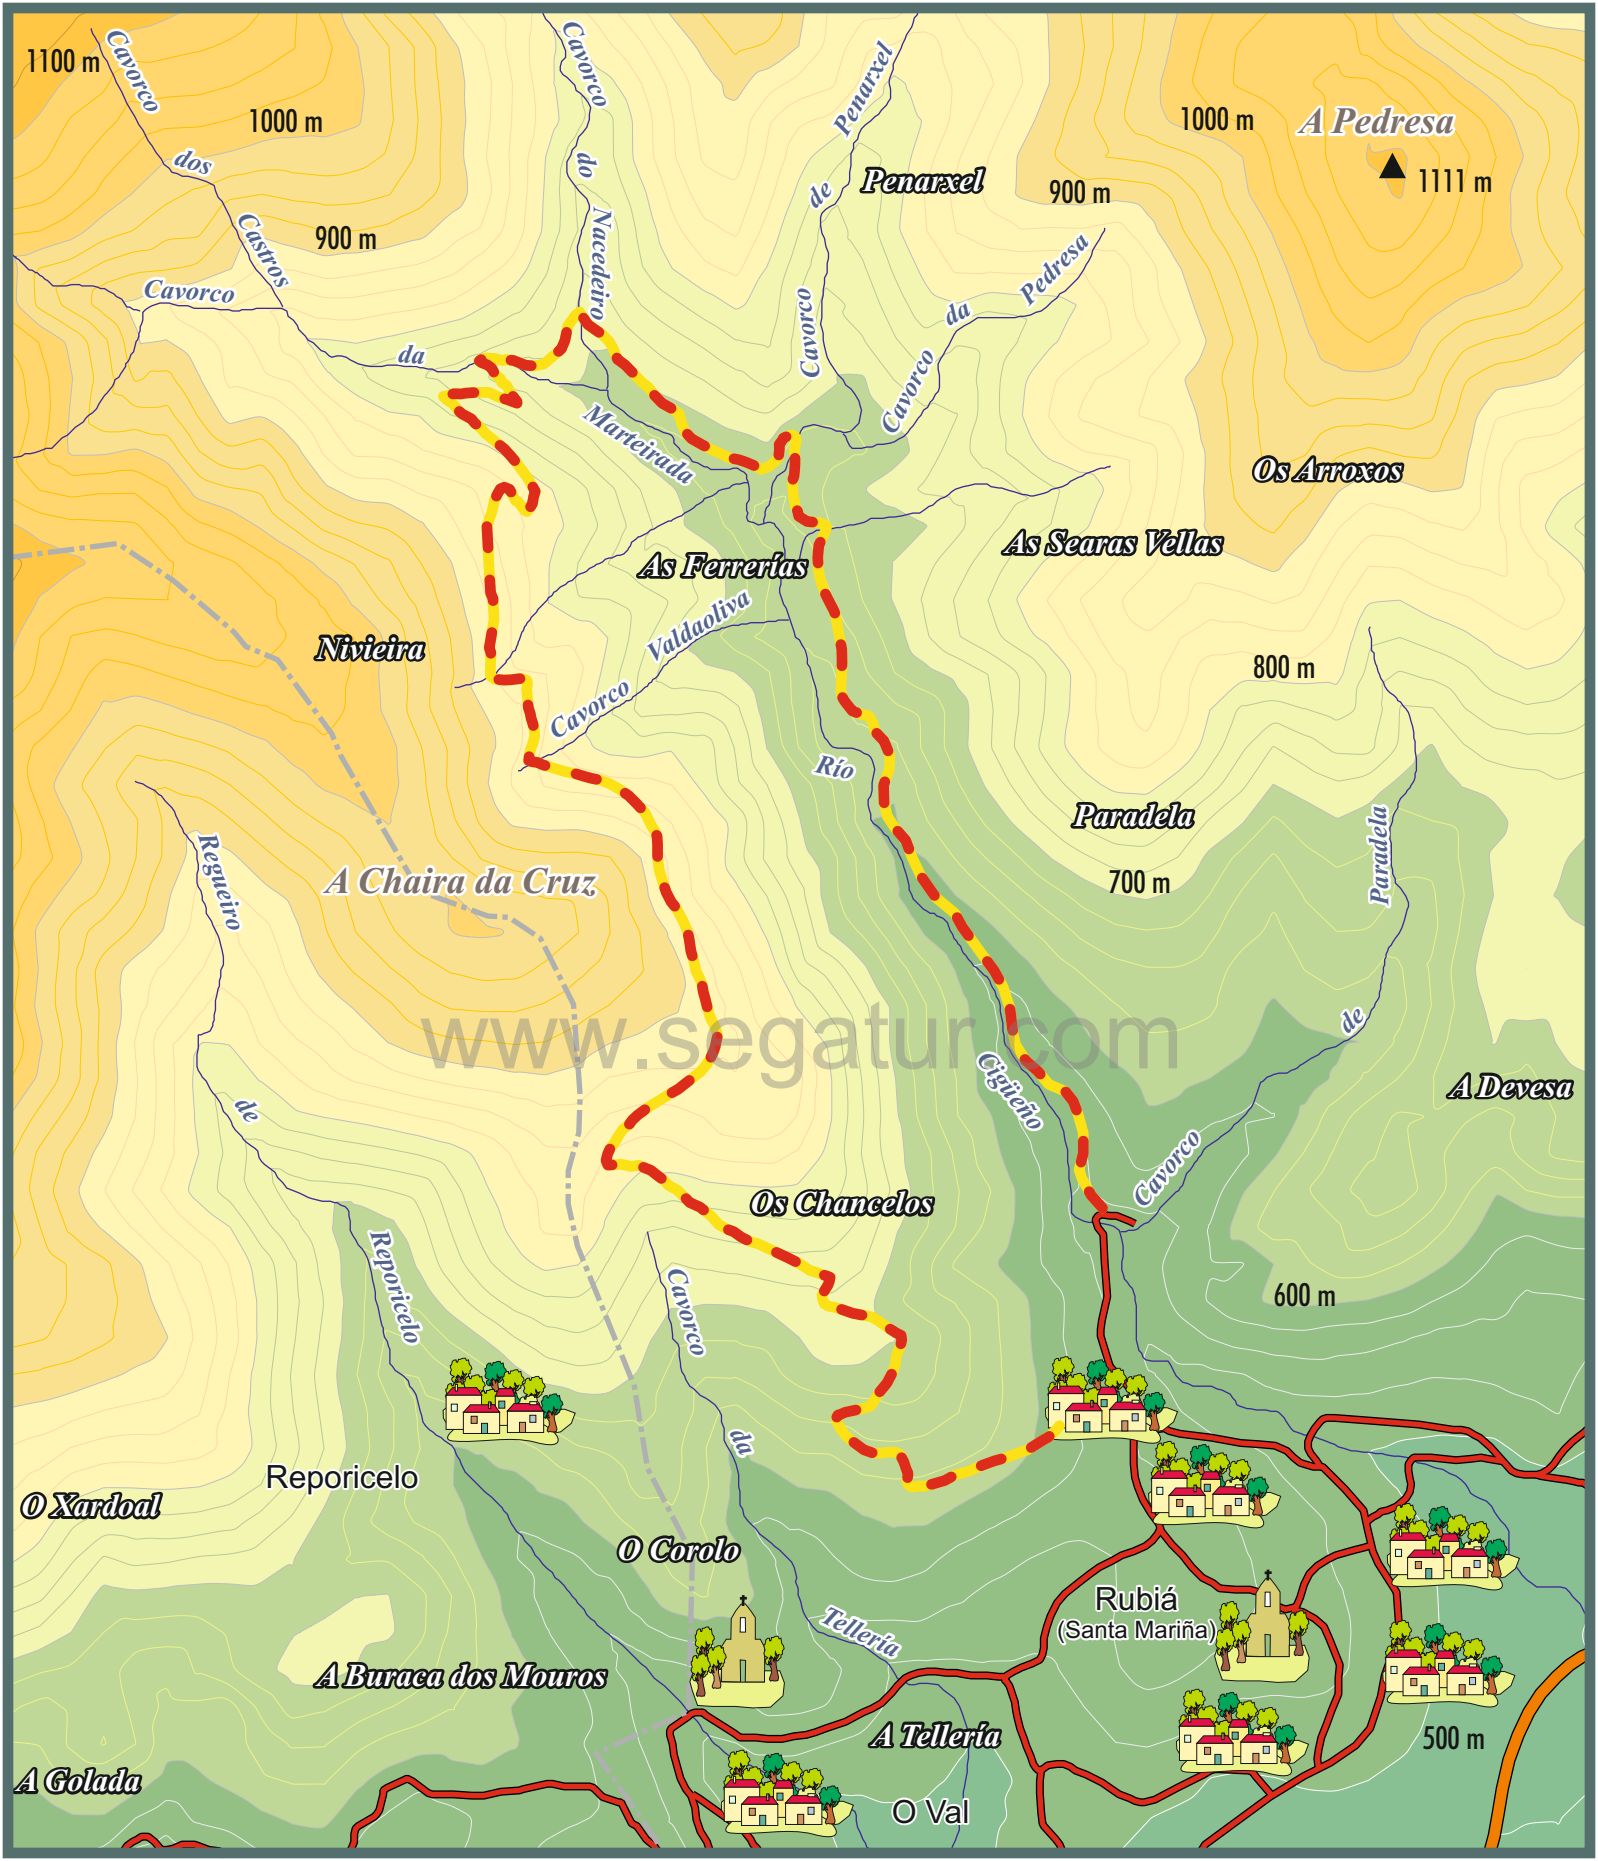 1100 m
Cavorco
dos
Castros
1000 m
900 m
Cavorco
do
Nacedeiro
Penarxel
de
Cavorco
Penarxel
1000 m
A Pedresa
1111 m
900 m
Pedresa
da
Cavorco
Cavorco
da
Marteirada
Os Arroxos
As Searas Vellas
As Ferrerías
Valdaoliva
Cavorco
Nivieira
800 m
Río
Cigüeño
Paradela
700 m
Paradela
de
Cavorco
Regueiro
de
Reporicelo
A Chaira da Cruz
www.segatur.com
A Devesa
Os Chancelos
600 m
Cavorco
da
Tellería
Reporicelo
O Xardoal
O Corolo
Rubiá
(Santa Mariña)
A Buraca dos Mouros
A Tellería
500 m
A Golada
O Val